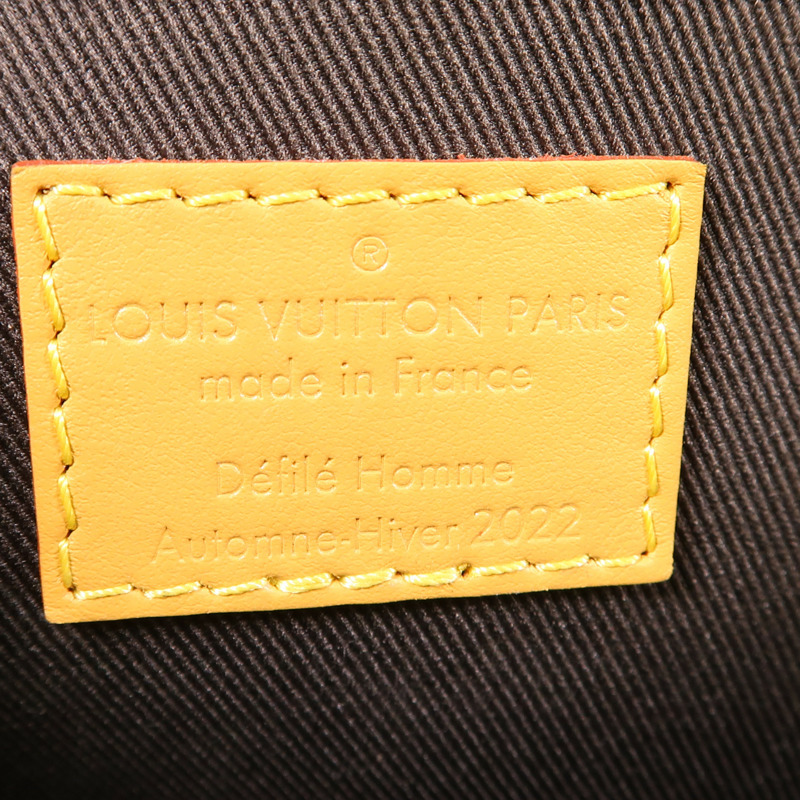 ®
LOUIS VUITTON PARIS
made in France
Défilé Homme
Automne-Hiver 2022